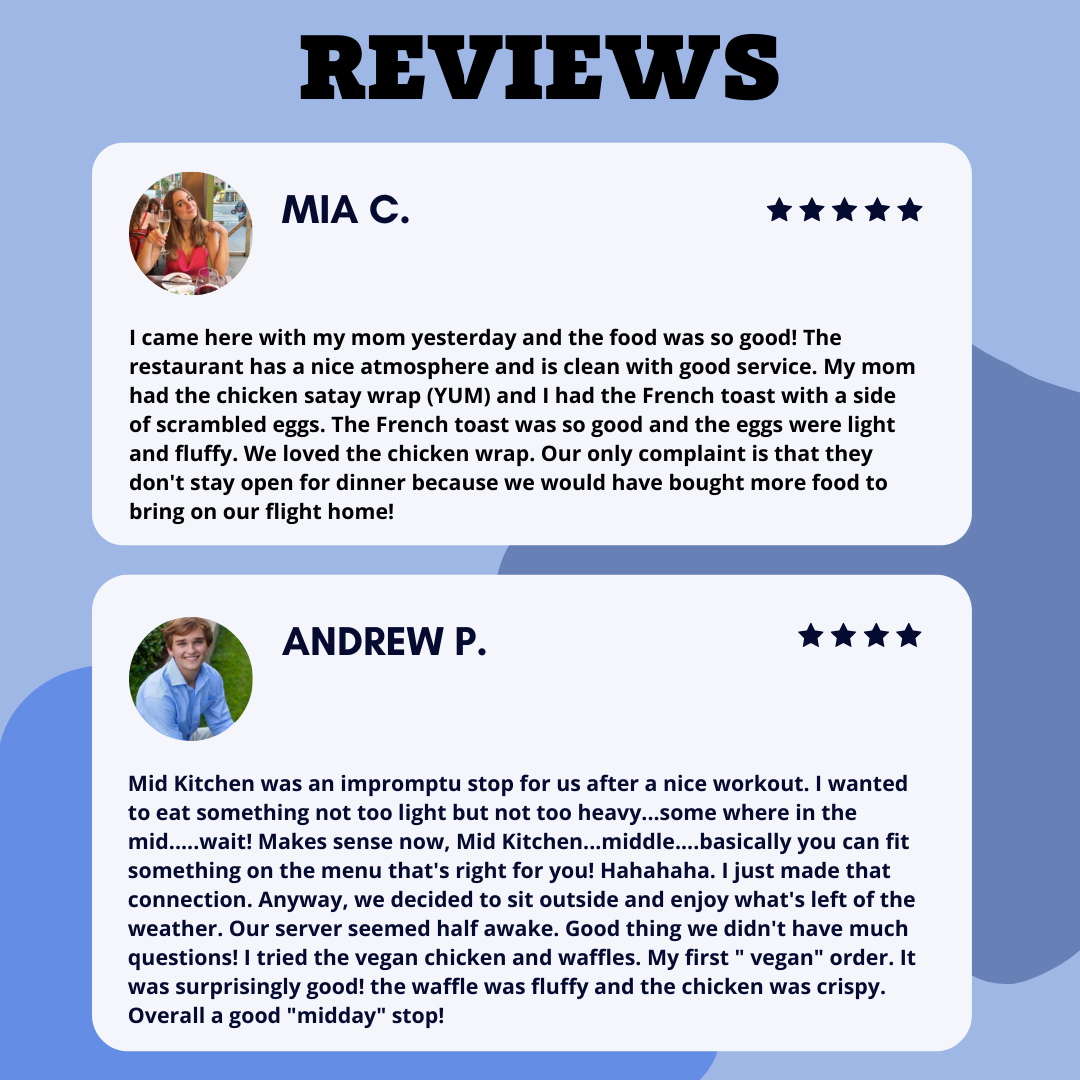 REVIEWS
MIA C.
I came here with my mom yesterday and the food was so good! The
restaurant has a nice atmosphere and is clean with good service. My mom
had the chicken satay wrap (YUM) and I had the French toast with a side
of scrambled eggs. The French toast was so good and the eggs were light
and fluffy. We loved the chicken wrap. Our only complaint is that they
don't stay open for dinner because we would have bought more food to
bring on our flight home!
ANDREW P.
Mid Kitchen was an impromptu stop for us after a nice workout. I wanted
to eat something not too light but not too heavy...some where in the
mid.....wait! Makes sense now, Mid Kitchen...middle....basically you can fit
something on the menu that's right for you! Hahahaha. I just made that
connection. Anyway, we decided to sit outside and enjoy what's left of the
weather. Our server seemed half awake. Good thing we didn't have much
questions! I tried the vegan chicken and waffles. My first " vegan" order. It
was surprisingly good! the waffle was fluffy and the chicken was crispy.
Overall a good "midday" stop!